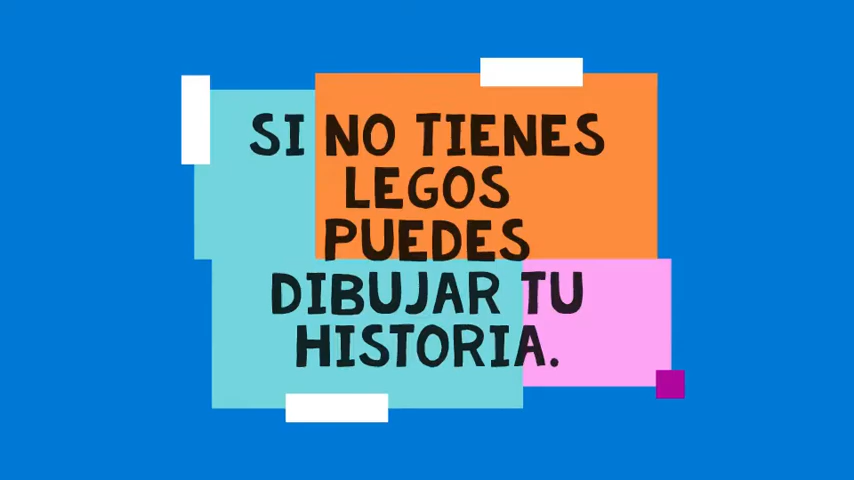 SI NO TIENES
LEGOS
PUEDES
DIBUJAR TU
HISTORIA.